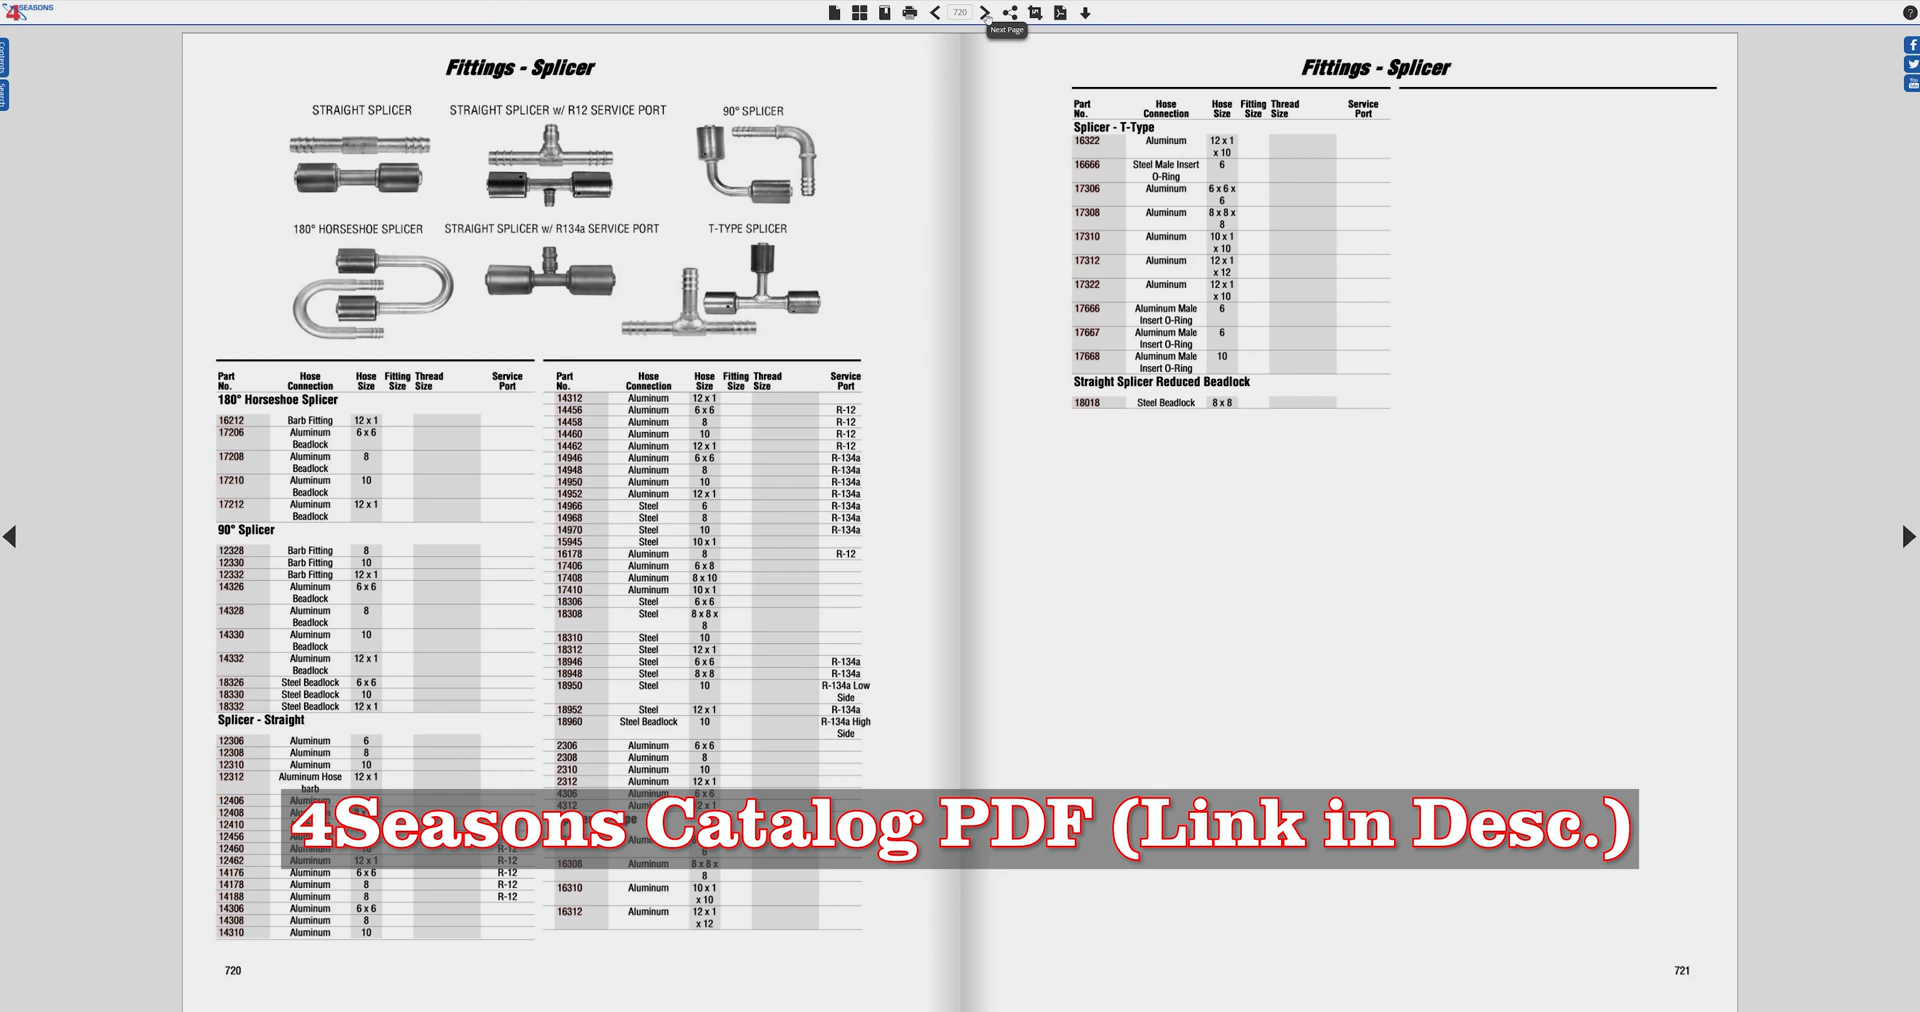 4 SEASONS
720
Next Page
Contents
Search
Fittings - Splicer
STRAIGHT SPLICER
STRAIGHT SPLICER w/ R12 SERVICE PORT
90° SPLICER
180° HORSESHOE SPLICER
STRAIGHT SPLICER w/ R134a SERVICE PORT
T-TYPE SPLICER
Part No. Hose Connection Hose Size Fitting Size Thread Size Service Port
180° Horseshoe Splicer
16212 Barb Fitting 12 x 1
17206 Aluminum Beadlock 6 x 6
17208 Aluminum Beadlock 8
17210 Aluminum Beadlock 10
17212 Aluminum Beadlock 12 x 1
90° Splicer
12328 Barb Fitting 8
12330 Barb Fitting 10
12332 Barb Fitting 12 x 1
14326 Aluminum Beadlock 6 x 6
14328 Aluminum Beadlock 8
14330 Aluminum Beadlock 10
14332 Aluminum Beadlock 12 x 1
18326 Steel Beadlock 6 x 6
18330 Steel Beadlock 10
18332 Steel Beadlock 12 x 1
Splicer - Straight
12306 Aluminum 6
12308 Aluminum 8
12310 Aluminum 10
12312 Aluminum Hose barb 12 x 1
12406
12408
12410
12456
12460 R-12
12462 Aluminum 12 x 1 R-12
14176 Aluminum 6 x 6 R-12
14178 Aluminum 8 R-12
14188 Aluminum 8 R-12
14306 Aluminum 6 x 6
14308 Aluminum 8
14310 Aluminum 10
Part No. Hose Connection Hose Size Fitting Size Thread Size Service Port
14312 Aluminum 12 x 1
14456 Aluminum 6 x 6 R-12
14458 Aluminum 8 R-12
14460 Aluminum 10 R-12
14462 Aluminum 12 x 1 R-12
14946 Aluminum 6 x 6 R-134a
14948 Aluminum 8 R-134a
14950 Aluminum 10 R-134a
14952 Aluminum 12 x 1 R-134a
14966 Steel 6 R-134a
14968 Steel 8 R-134a
14970 Steel 10 R-134a
15945 Steel 10 x 1
16178 Aluminum 8 R-12
17406 Aluminum 6 x 8
17408 Aluminum 8 x 10
17410 Aluminum 10 x 1
18306 Steel 6 x 6
18308 Steel 8 x 8 x 8
18310 Steel 10
18312 Steel 12 x 1
18946 Steel 6 x 6 R-134a
18948 Steel 8 x 8 R-134a
18950 Steel 10 R-134a Low Side
18952 Steel 12 x 1 R-134a
18960 Steel Beadlock 10 R-134a High Side
2306 Aluminum 6 x 6
2308 Aluminum 8
2310 Aluminum 10
2312 Aluminum 12 x 1
4306 Aluminum 6 x 6
4312
16308 Aluminum 8 x 8 x 8
16310 Aluminum 10 x 1 x 10
16312 Aluminum 12 x 1 x 12
720
Fittings - Splicer
Part No. Hose Connection Hose Size Fitting Size Thread Size Service Port
Splicer - T-Type
16322 Aluminum 12 x 1 x 10
16666 Steel Male Insert O-Ring 6
17306 Aluminum 6 x 6 x 6
17308 Aluminum 8 x 8 x 8
17310 Aluminum 10 x 1 x 10
17312 Aluminum 12 x 1 x 12
17322 Aluminum 12 x 1 x 10
17666 Aluminum Male Insert O-Ring 6
17667 Aluminum Male Insert O-Ring 6
17668 Aluminum Male Insert O-Ring 10
Straight Splicer Reduced Beadlock
18018 Steel Beadlock 8 x 8
721
4Seasons Catalog PDF (Link in Desc.)